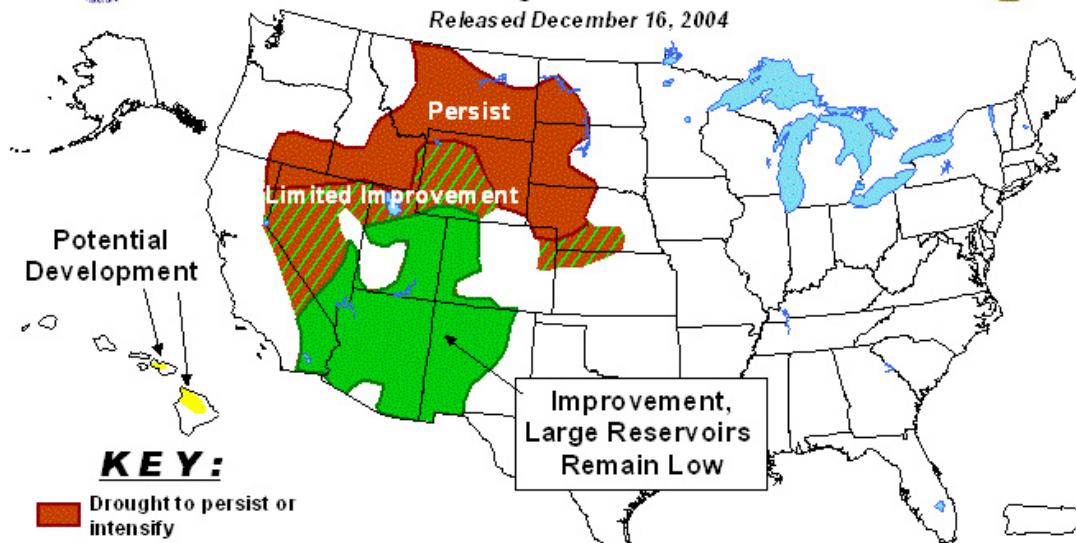 Released December 16, 2004
Persist
Limited Improvement
Potential
Development
Improvement,
Large Reservoirs
Remain Low
KEY:
Drought to persist or
intensify